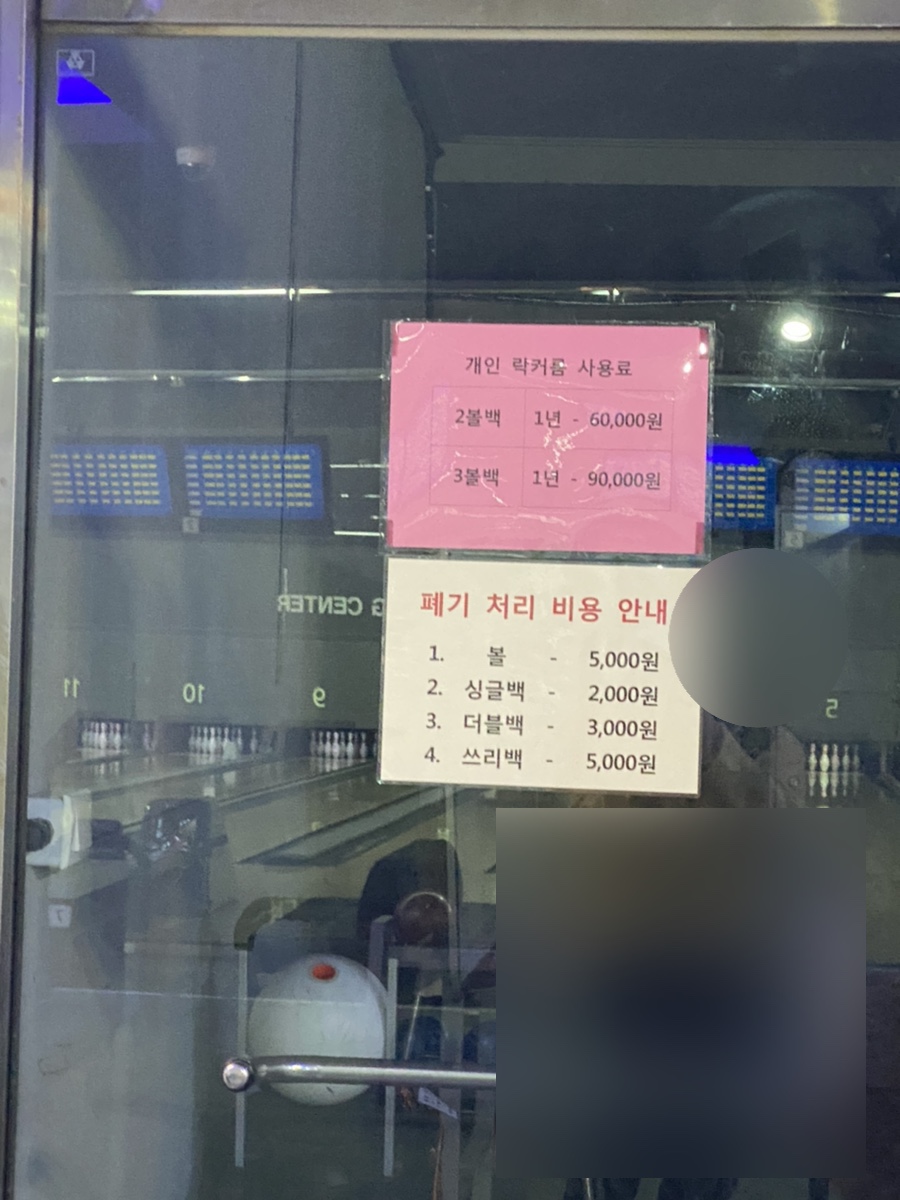 개인 락커룸 사용료
2볼백 1년 - 60,000원
3볼백 1년 - 90,000원
폐기 처리 비용 안내
1. 볼 - 5,000원
2. 싱글백 - 2,000원
3. 더블백 - 3,000원
4. 쓰리백 - 5,000원
G CENTER
11 10 9 5
7